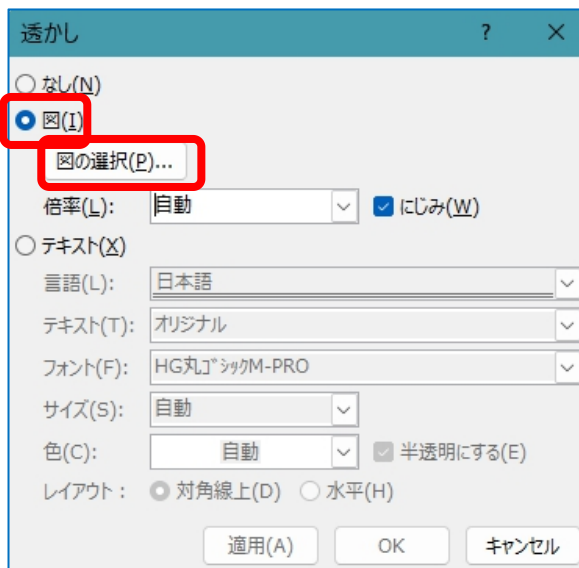 透かし ? ×
なし(N)
図(I)
図の選択(P)...
倍率(L): 自動 にじみ(W)
テキスト(X)
言語(L): 日本語
テキスト(T): オリジナル
フォント(F): HG丸ｺﾞｼｯｸM-PRO
サイズ(S): 自動
色(C): 自動 半透明にする(E)
レイアウト： 対角線上(D) 水平(H)
適用(A) OK キャンセル